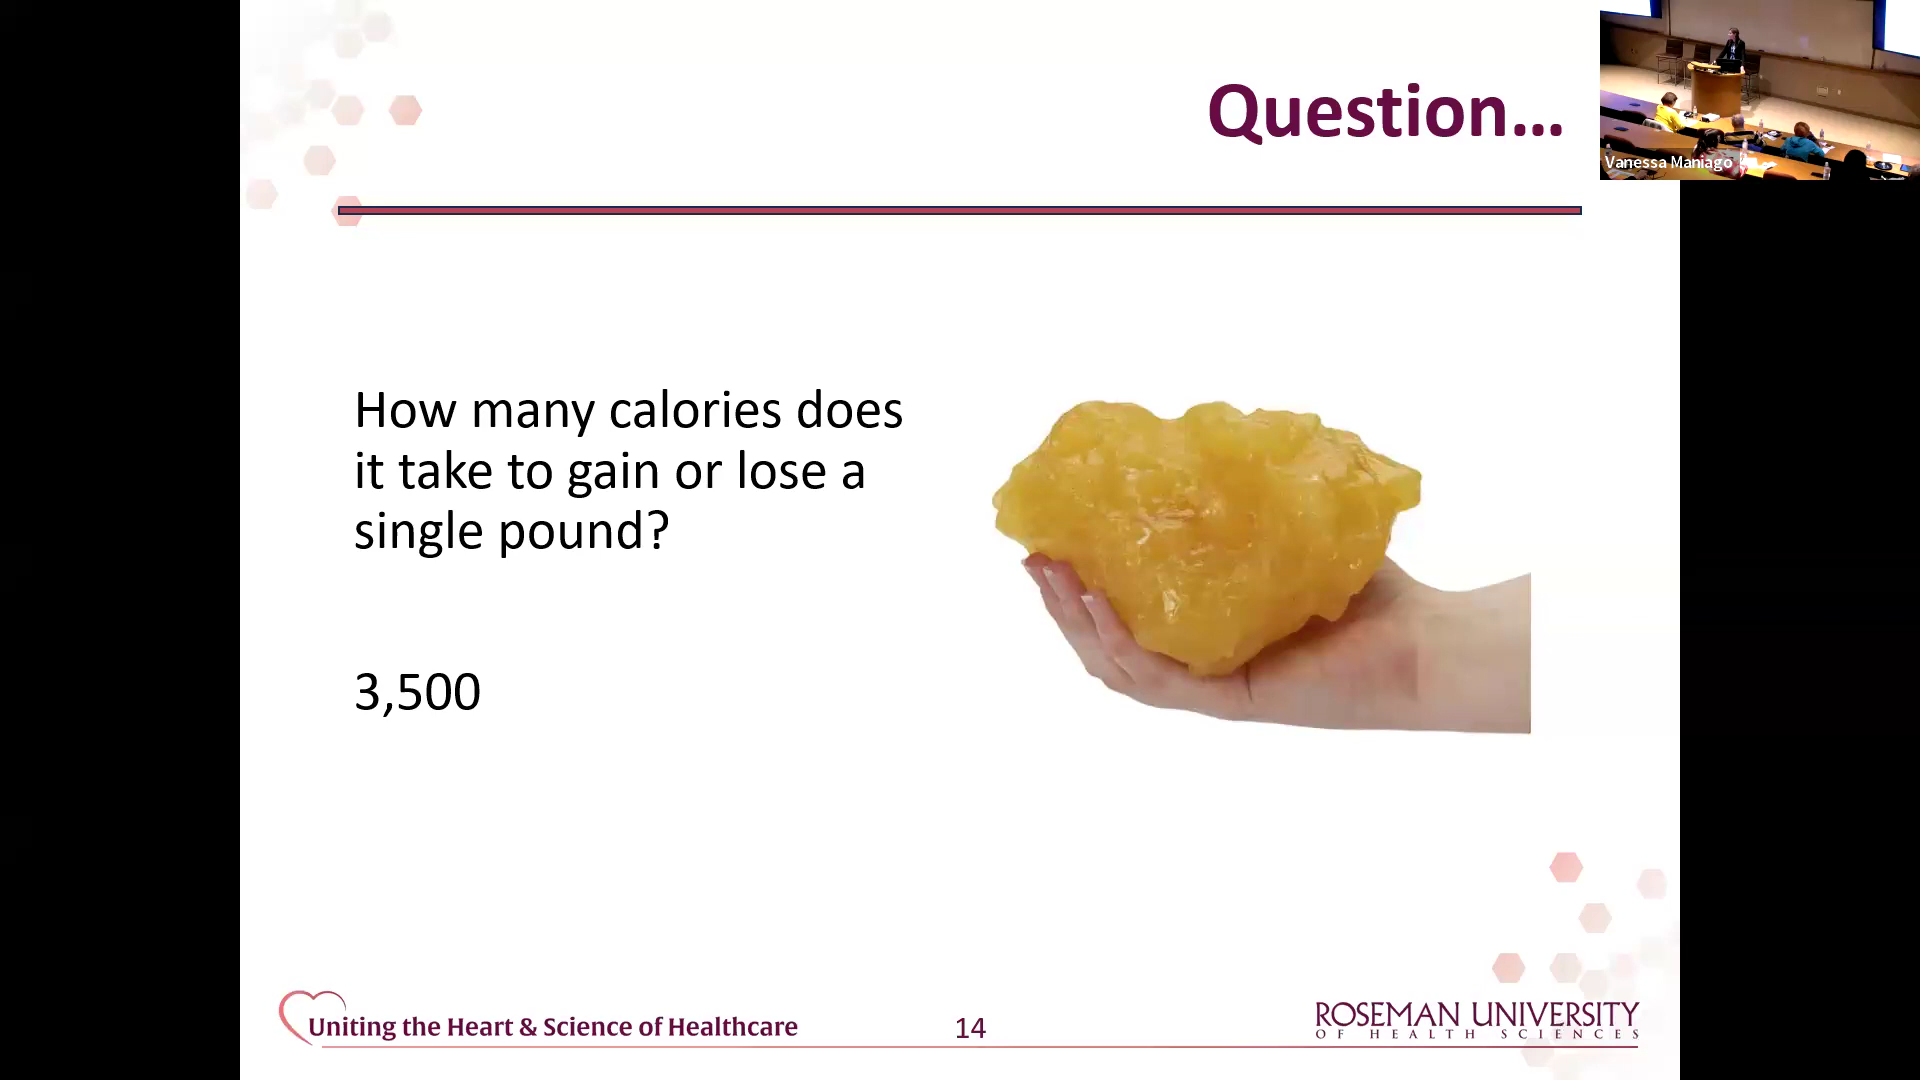 Question...
Vanessa Maniago
How many calories does
it take to gain or lose a
single pound?
3,500
Uniting the Heart & Science of Healthcare
14
ROSEMAN UNIVERSITY
OF HEALTH SCIENCES